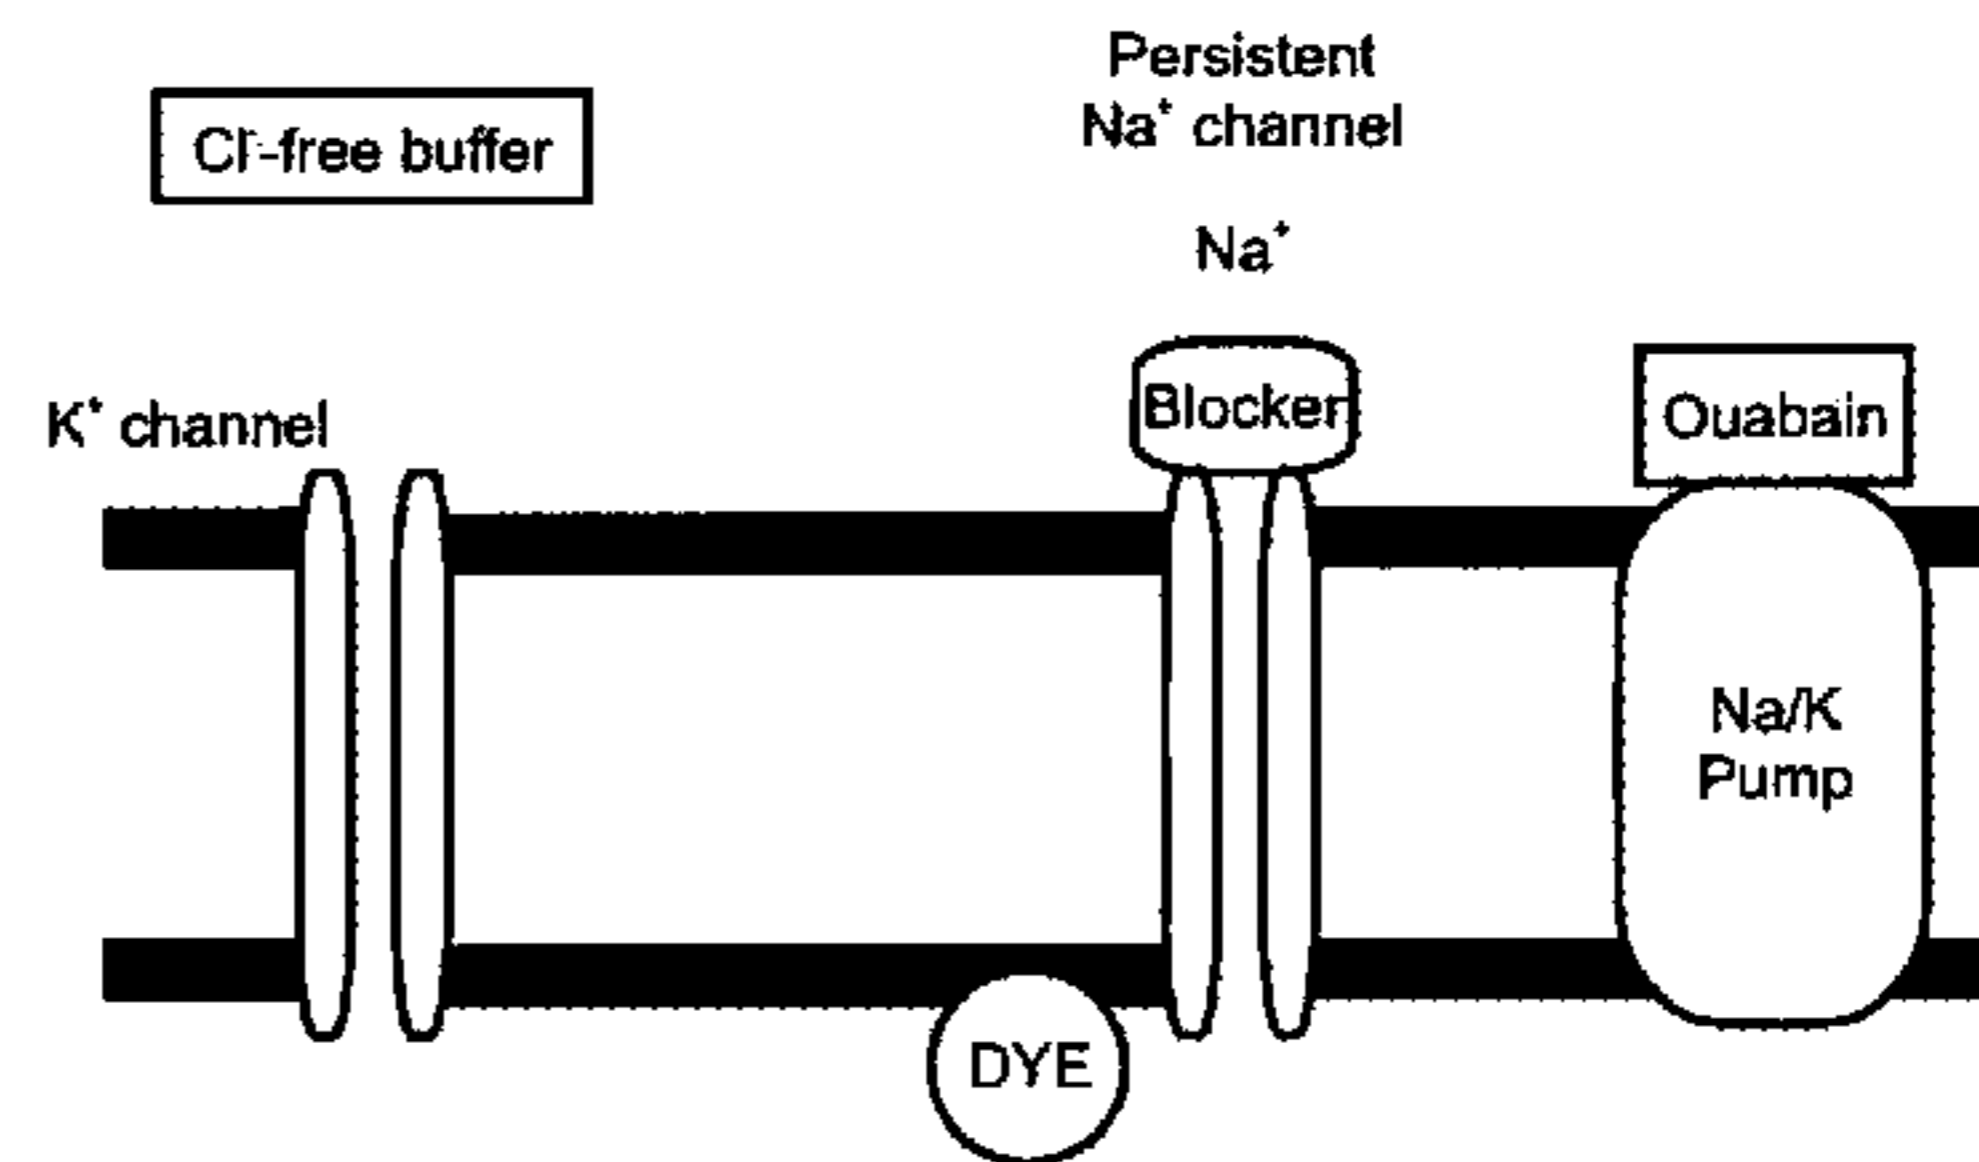 Persistent
Na⁺ channel
Cl⁻-free buffer
Na⁺
Blocker
Ouabain
K⁺ channel
Na/K
Pump
DYE